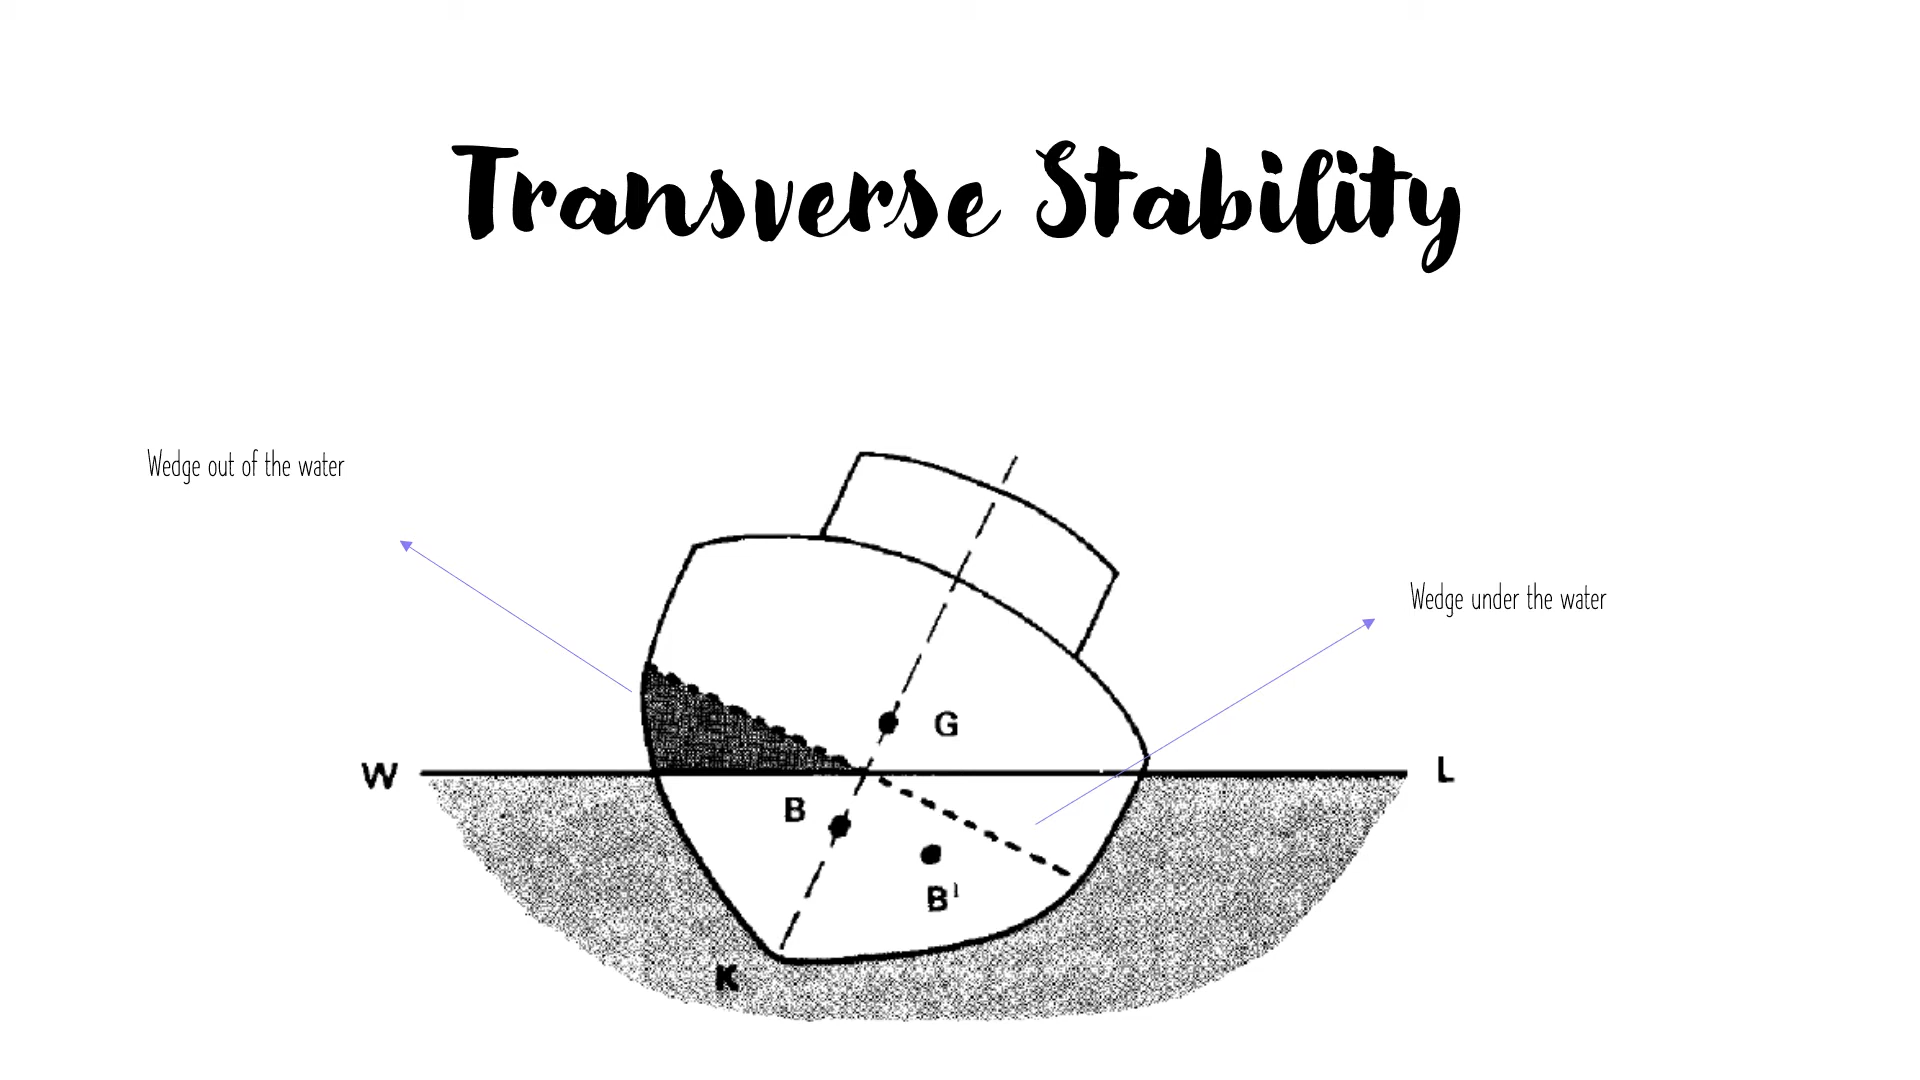 Transverse Stability
Wedge out of the water
Wedge under the water
G
W
L
B
B¹
K